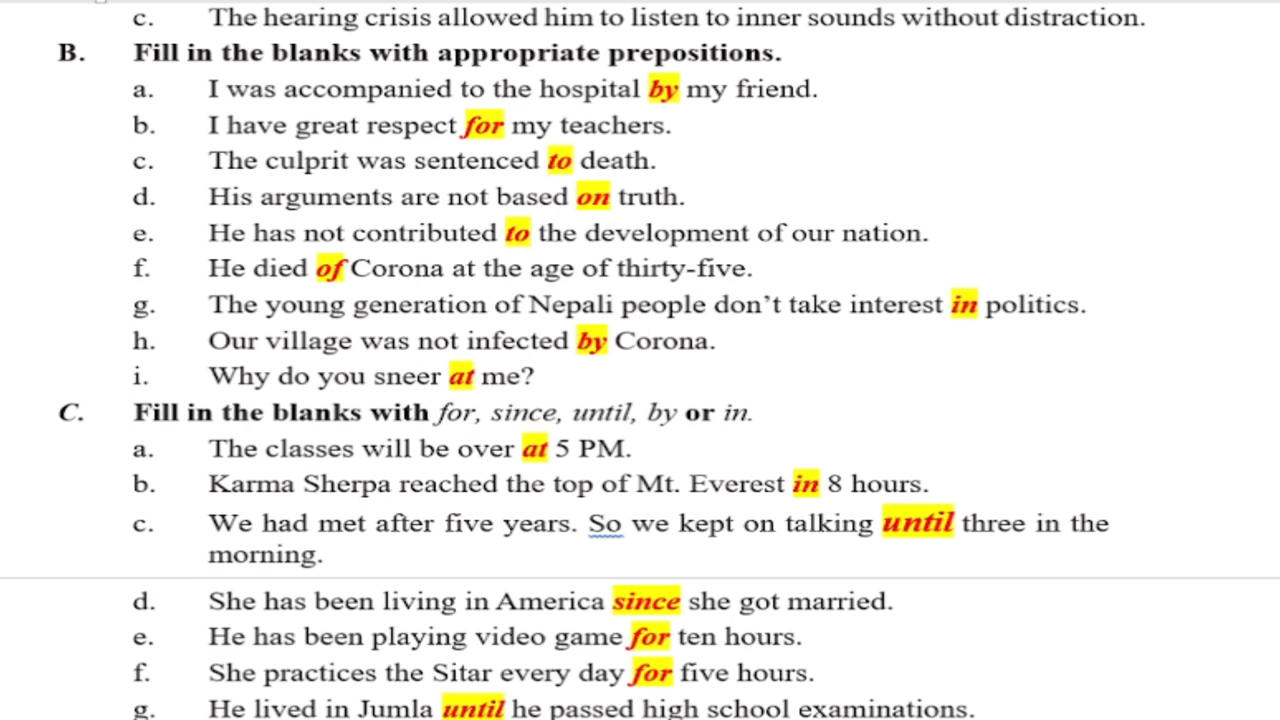 c. The hearing crisis allowed him to listen to inner sounds without distraction.
B. Fill in the blanks with appropriate prepositions.
a. I was accompanied to the hospital by my friend.
b. I have great respect for my teachers.
c. The culprit was sentenced to death.
d. His arguments are not based on truth.
e. He has not contributed to the development of our nation.
f. He died of Corona at the age of thirty-five.
g. The young generation of Nepali people don’t take interest in politics.
h. Our village was not infected by Corona.
i. Why do you sneer at me?
C. Fill in the blanks with for, since, until, by or in.
a. The classes will be over at 5 PM.
b. Karma Sherpa reached the top of Mt. Everest in 8 hours.
c. We had met after five years. So we kept on talking until three in the
morning.
d. She has been living in America since she got married.
e. He has been playing video game for ten hours.
f. She practices the Sitar every day for five hours.
g. He lived in Jumla until he passed high school examinations.